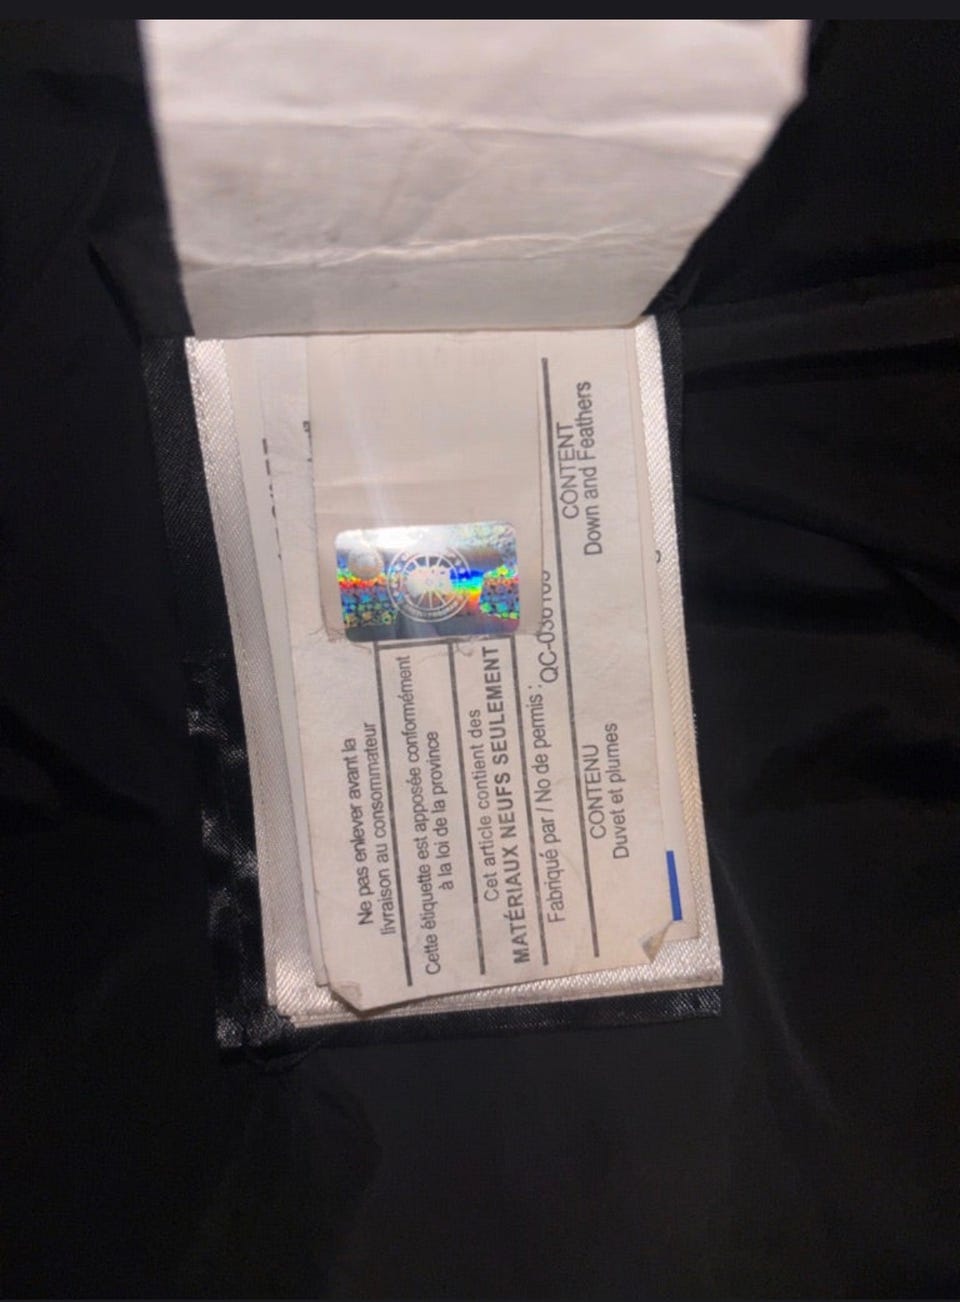 Ne pas enlever avant la
livraison au consommateur
Cette étiquette est apposée conformément
à la loi de la province
Cet article contient des
MATÉRIAUX NEUFS SEULEMENT
Fabriqué par / No de permis :
CONTENU
Duvet et plumes
CONTENT
Down and Feathers